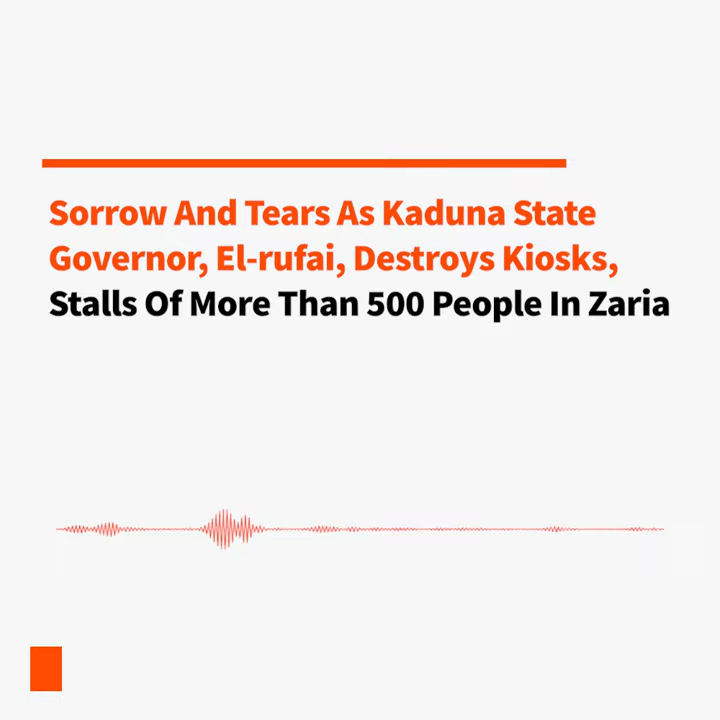 Sorrow And Tears As Kaduna State
Governor, El-rufai, Destroys Kiosks,
Stalls Of More Than 500 People In Zaria